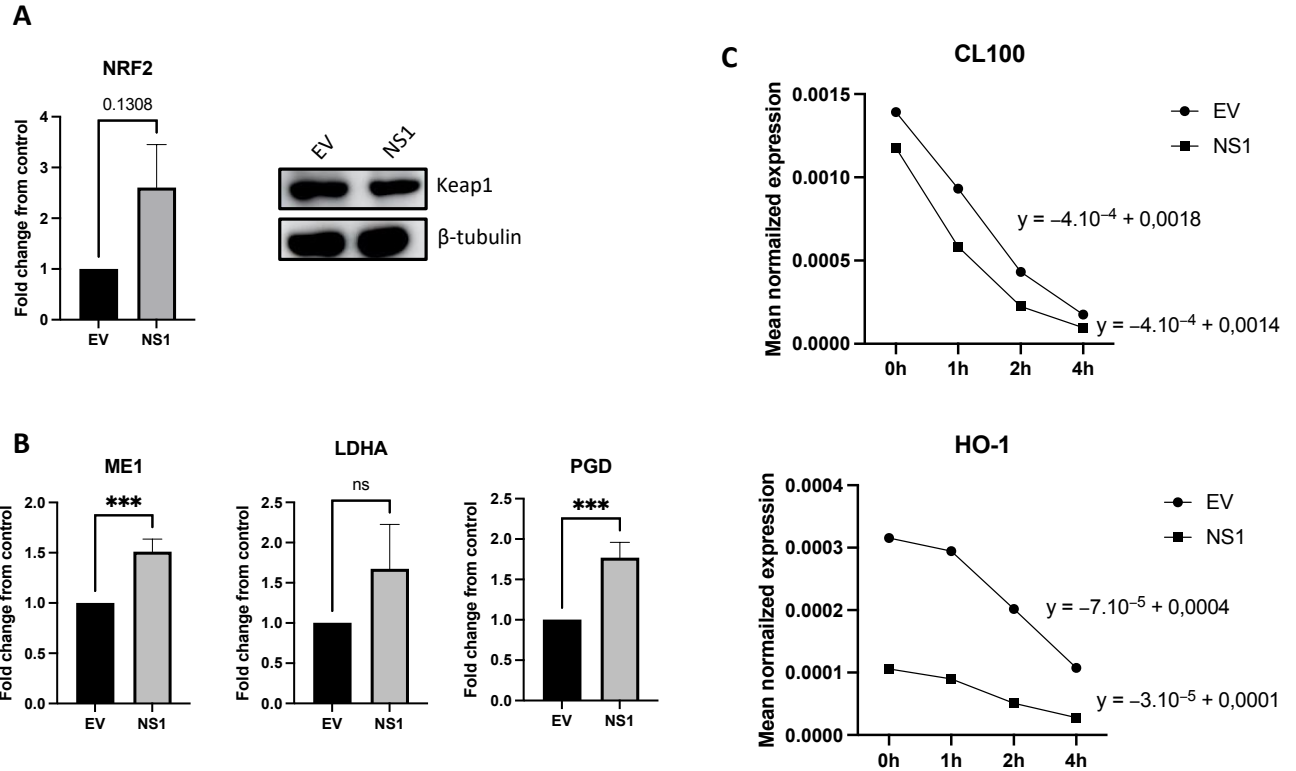 A
NRF2
0.1308
Fold change from control
4
3
2
1
0
EV
NS1
EV
NS1
Keap1
β-tubulin
B
ME1
***
Fold change from control
2.0
1.5
1.0
0.5
0.0
EV
NS1
LDHA
ns
Fold change from control
2.5
2.0
1.5
1.0
0.5
0.0
EV
NS1
PGD
***
Fold change from control
2.5
2.0
1.5
1.0
0.5
0.0
EV
NS1
C
CL100
Mean normailzed expression
0.0015
0.0010
0.0005
0.0000
0h
1h
2h
4h
EV
NS1
y = −4.10⁻⁴ + 0,0018
y = −4.10⁻⁴ + 0,0014
HO-1
Mean normailzed expression
0.0004
0.0003
0.0002
0.0001
0.0000
0h
1h
2h
4h
EV
NS1
y = −7.10⁻⁵ + 0,0004
y = −3.10⁻⁵ + 0,0001